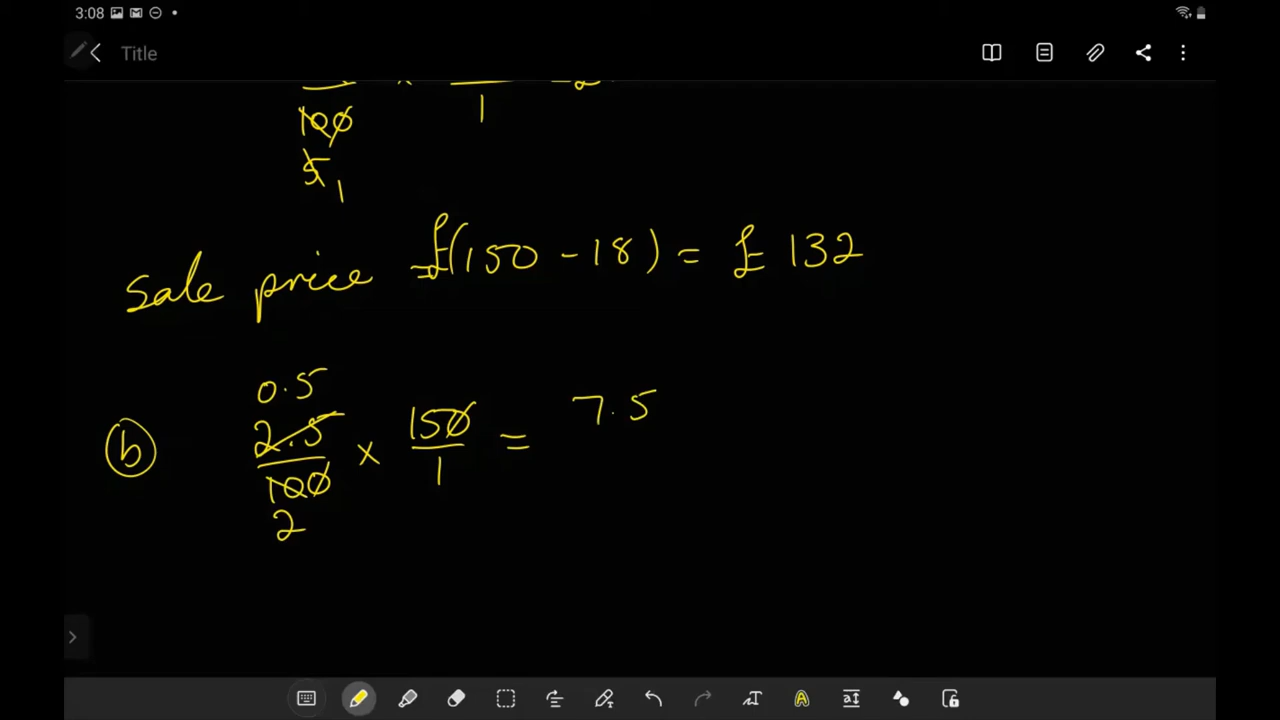 3:08
Title
1
100
5 1
Sale price £(150 - 18) = £ 132
0.5
b 2.5/100 × 150/1 = 7.5
2